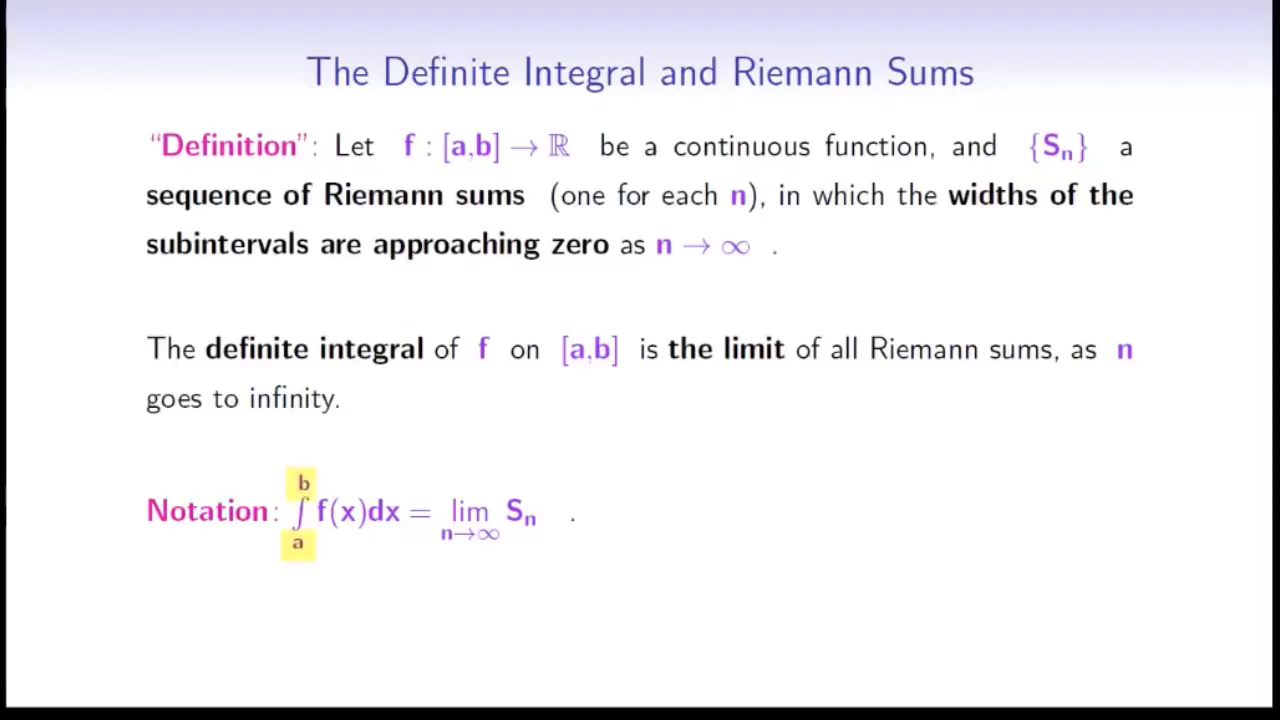 The Definite Integral and Riemann Sums
“Definition”: Let f : [a,b] → ℝ be a continuous function, and {Sₙ} a
sequence of Riemann sums (one for each n), in which the widths of the
subintervals are approaching zero as n → ∞ .
The definite integral of f on [a,b] is the limit of all Riemann sums, as n
goes to infinity.
Notation: ∫ₐᵇ f(x)dx = lim n→∞ Sₙ .